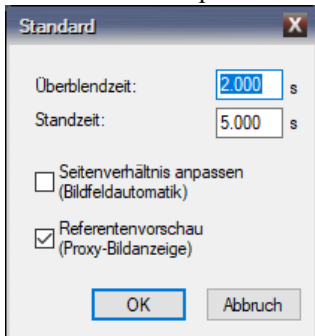 Standard
Überblendzeit: 2.000 s
Standzeit: 5.000 s
Seitenverhältnis anpassen
(Bildfeldautomatik)
Referentenvorschau
(Proxy-Bildanzeige)
OK Abbruch